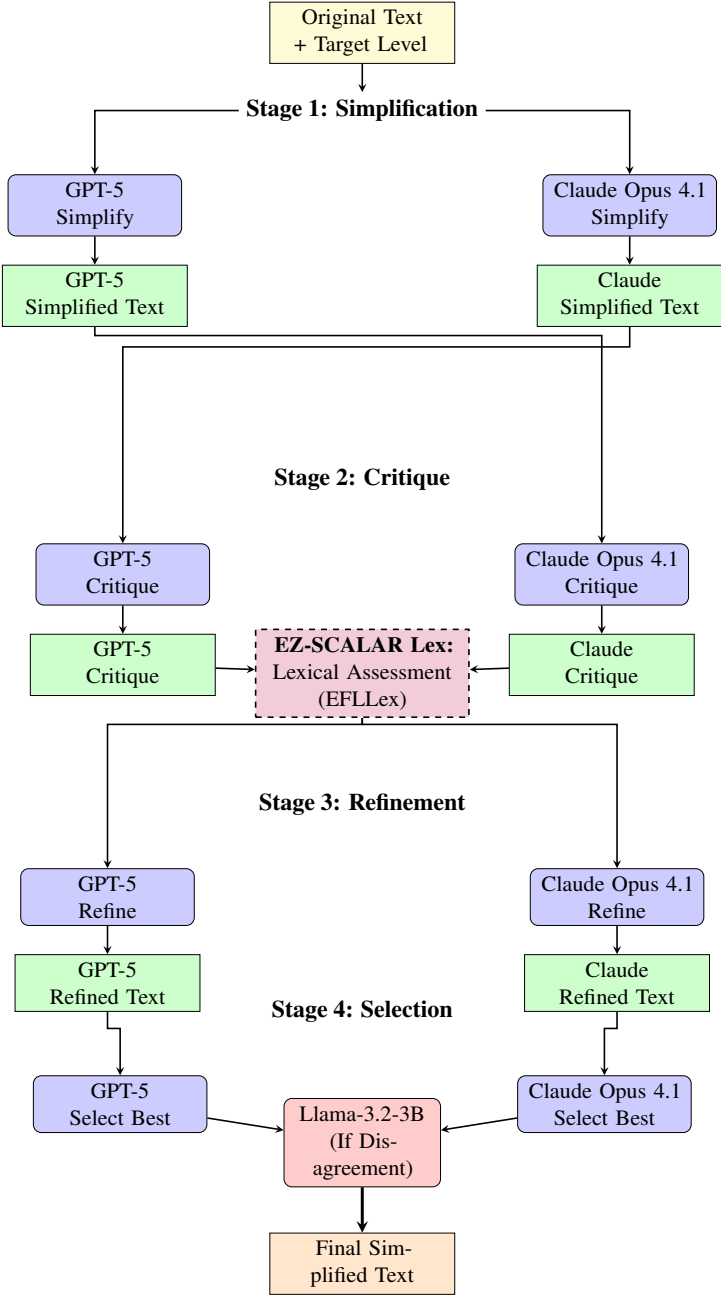 Original Text
+ Target Level
Stage 1: Simplification
GPT-5
Simplify
Claude Opus 4.1
Simplify
GPT-5
Simplified Text
Claude
Simplified Text
Stage 2: Critique
GPT-5
Critique
Claude Opus 4.1
Critique
GPT-5
Critique
EZ-SCALAR Lex:
Lexical Assessment
(EFLLex)
Claude
Critique
Stage 3: Refinement
GPT-5
Refine
Claude Opus 4.1
Refine
GPT-5
Refined Text
Claude
Refined Text
Stage 4: Selection
GPT-5
Select Best
Claude Opus 4.1
Select Best
Llama-3.2-3B
(If Dis-
agreement)
Final Sim-
plified Text